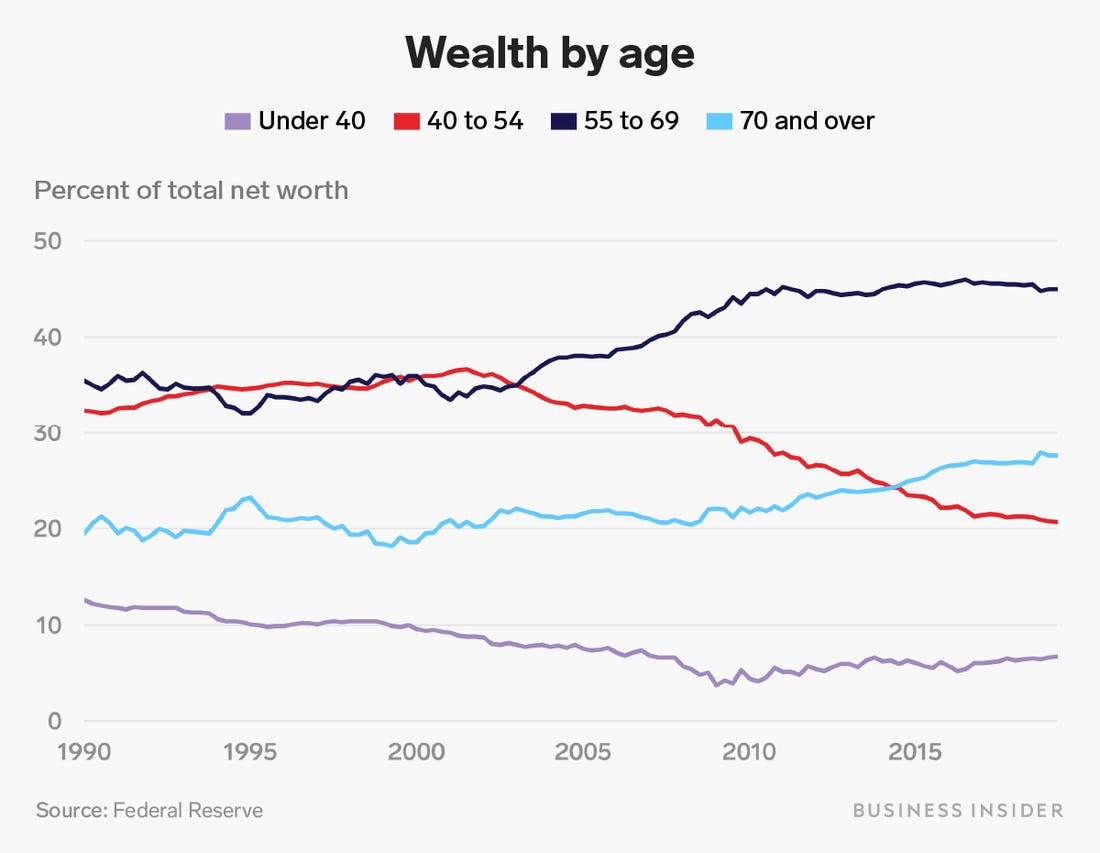 Wealth by age
Under 40 40 to 54 55 to 69 70 and over
Percent of total net worth
50
40
30
20
10
0
1990 1995 2000 2005 2010 2015
Source: Federal Reserve BUSINESS INSIDER